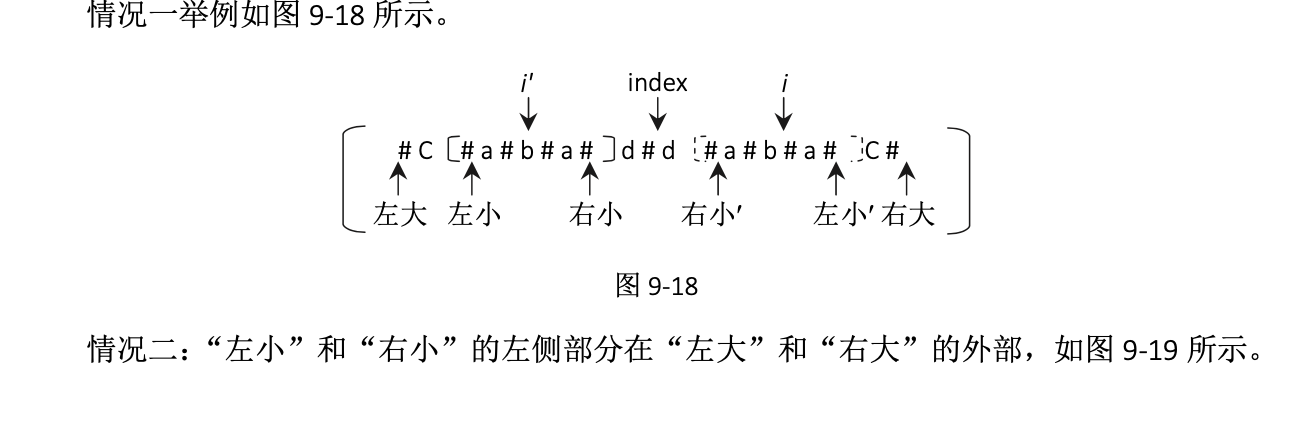 情况一举例如图 9-18 所示。
i′ index i
# C [ # a # b # a # ] d # d [ # a # b # a # ] C #
左大 左小 右小 右小′ 左小′ 右大
图 9-18
情况二：“左小”和“右小”的左侧部分在“左大”和“右大”的外部，如图 9-19 所示。